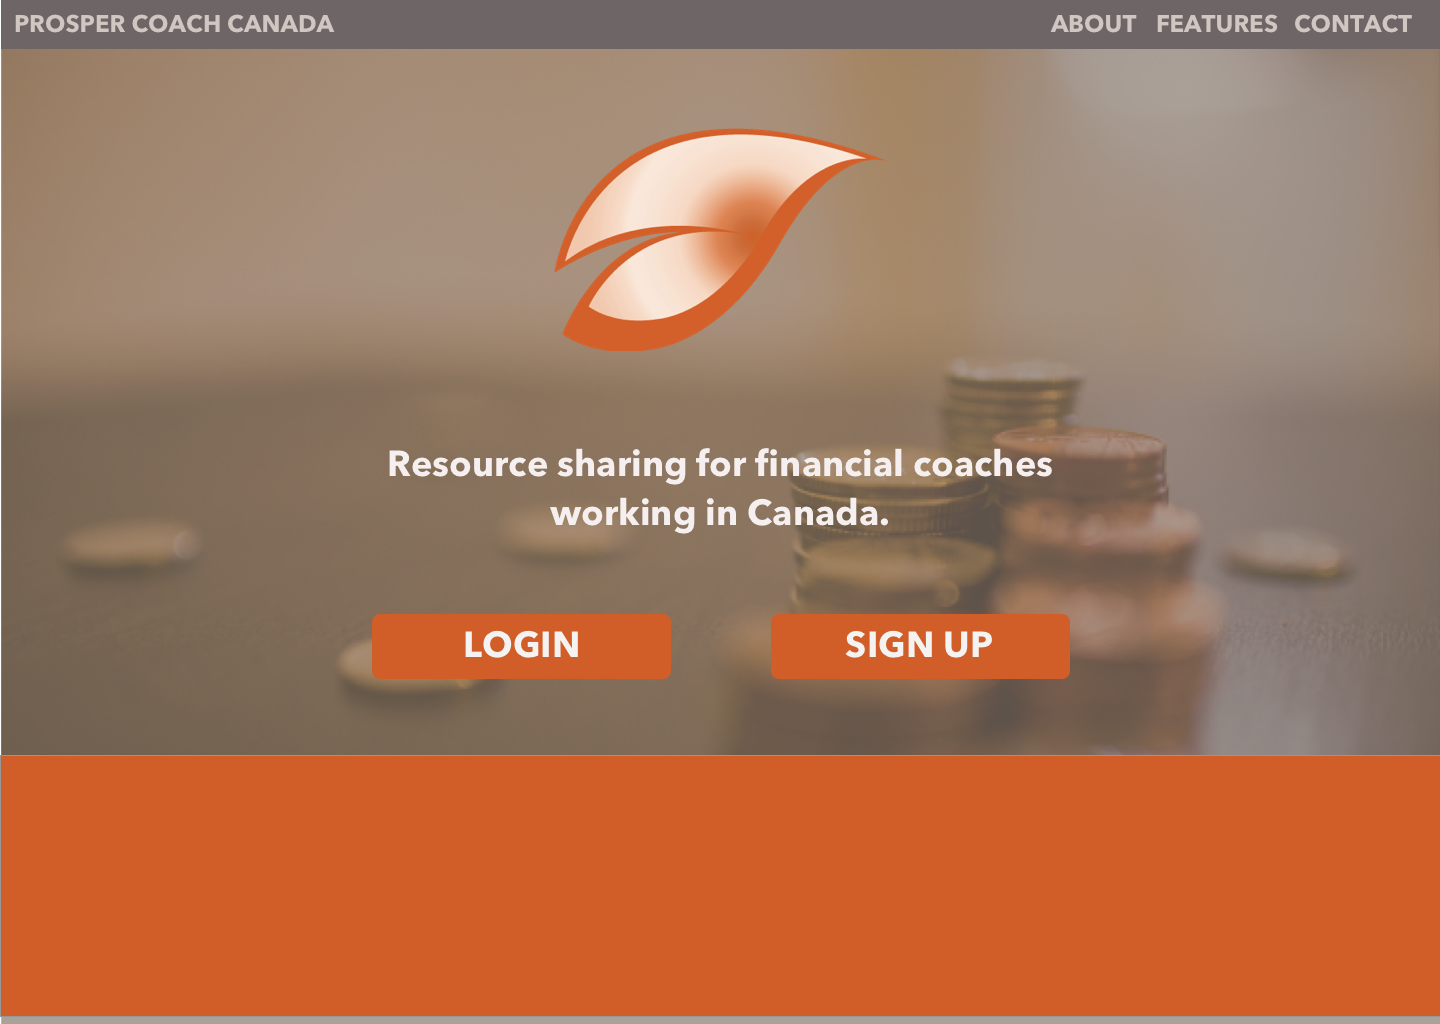 PROSPER COACH CANADA
ABOUT FEATURES CONTACT
Resource sharing for financial coaches
working in Canada.
LOGIN
SIGN UP